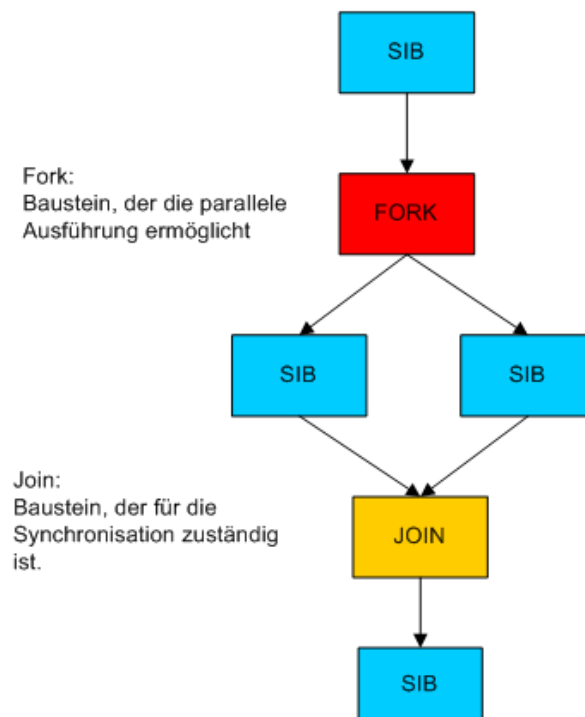 SIB
Fork:
Baustein, der die parallele
Ausführung ermöglicht
FORK
SIB
SIB
Join:
Baustein, der für die
Synchronisation zuständig
ist.
JOIN
SIB